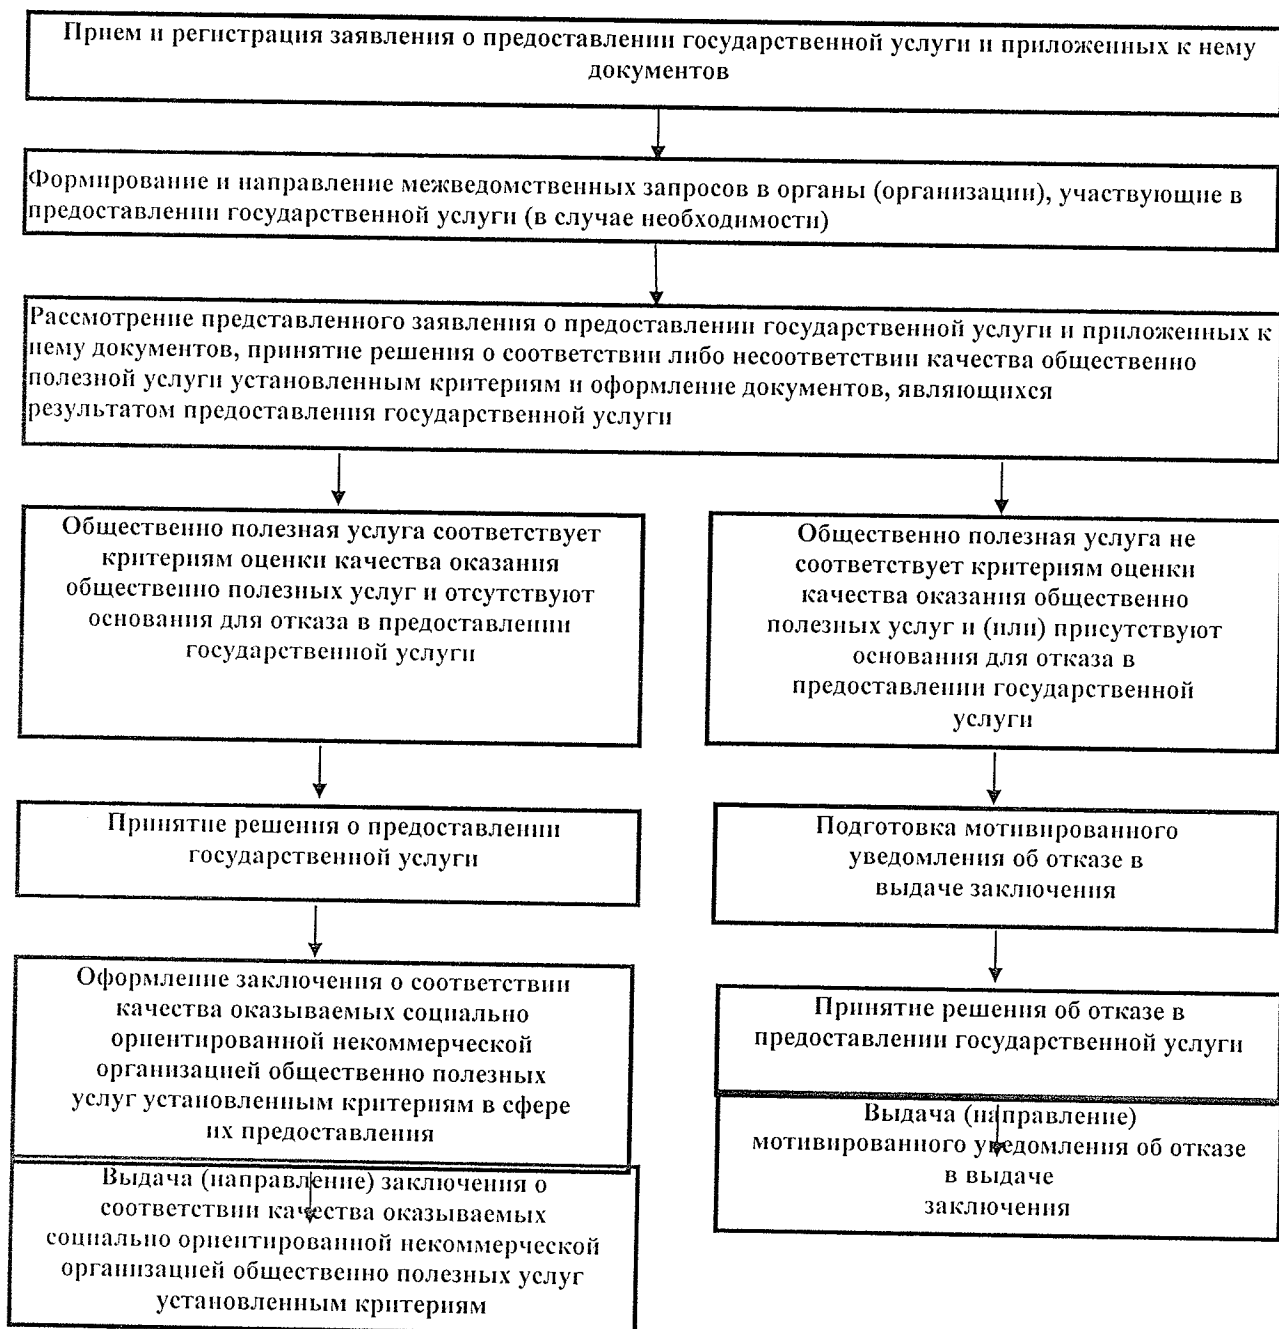 Прием и регистрация заявления о предоставлении государственной услуги и приложенных к нему
документов
Формирование и направление межведомственных запросов в органы (организации), участвующие в
предоставлении государственной услуги (в случае необходимости)
Рассмотрение представленного заявления о предоставлении государственной услуги и приложенных к
нему документов, принятие решения о соответствии либо несоответствии качества общественно
полезной услуги установленным критериям и оформление документов, являющихся
результатом предоставления государственной услуги
Общественно полезная услуга соответствует
критериям оценки качества оказания
общественно полезных услуг и отсутствуют
основания для отказа в предоставлении
государственной услуги
Общественно полезная услуга не
соответствует критериям оценки
качества оказания общественно
полезных услуг и (или) присутствуют
основания для отказа в
предоставлении государственной
услуги
Принятие решения о предоставлении
государственной услуги
Подготовка мотивированного
уведомления об отказе в
выдаче заключения
Оформление заключения о соответствии
качества оказываемых социально
ориентированной некоммерческой
организацией общественно полезных
услуг установленным критериям в сфере
их предоставления
Принятие решения об отказе в
предоставлении государственной услуги
Выдача (направление) заключения о
соответствии качества оказываемых
социально ориентированной некоммерческой
организацией общественно полезных услуг
установленным критериям
Выдача (направление)
мотивированного уведомления об отказе
в выдаче
заключения